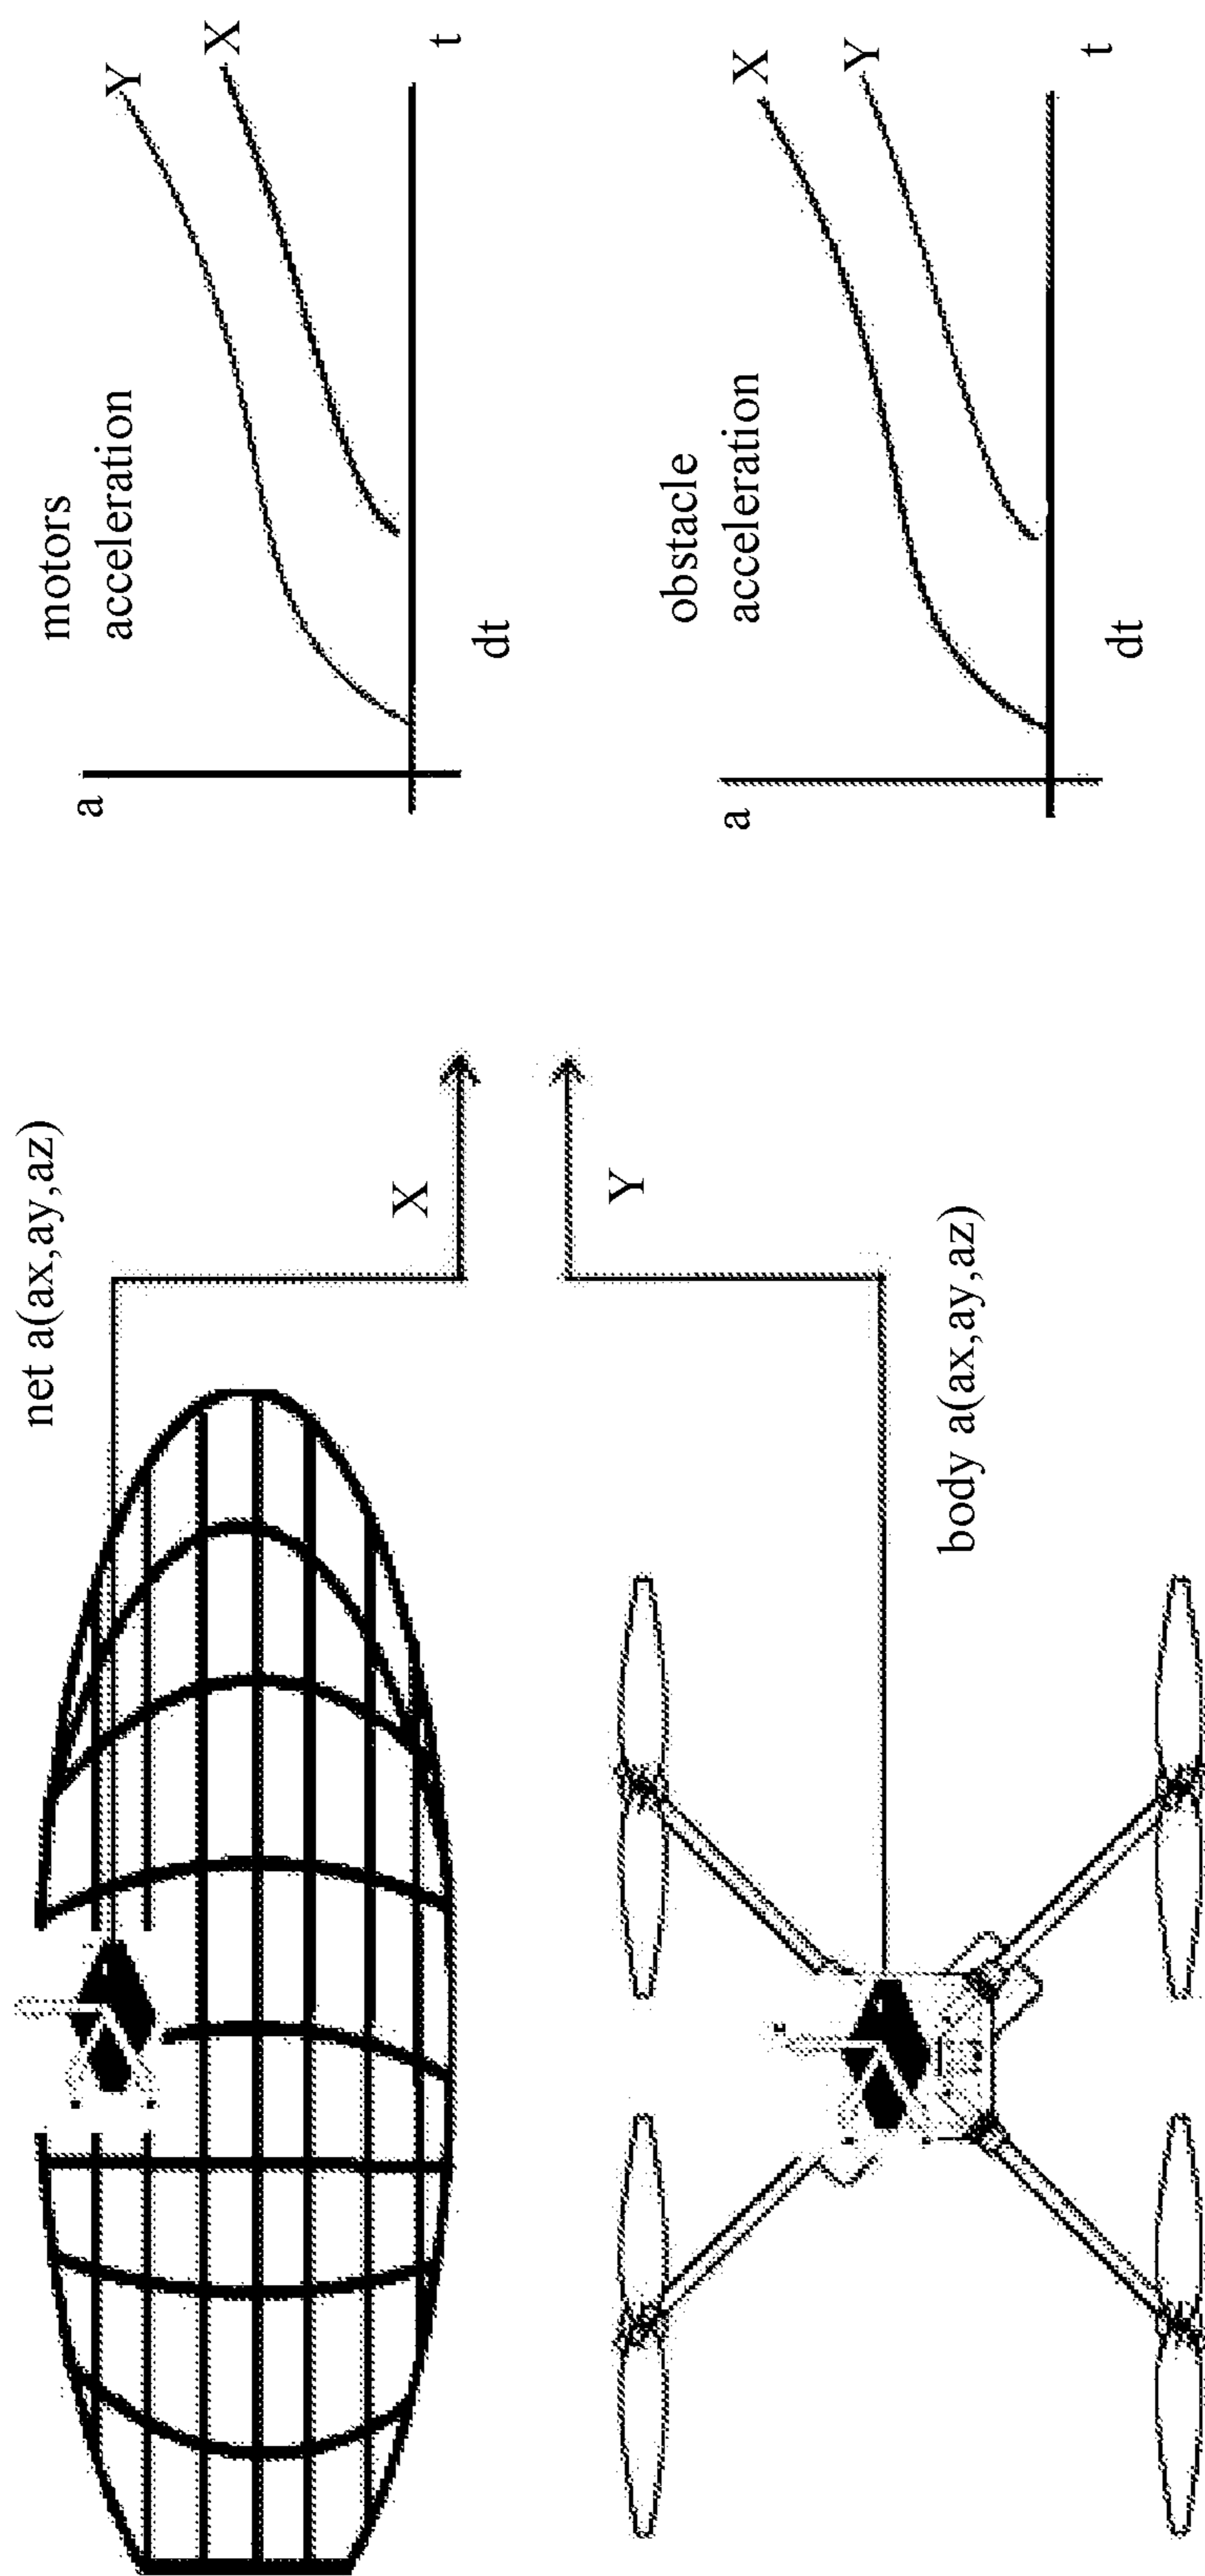 net a(ax,ay,az)
X
Y
body a(ax,ay,az)
motors
acceleration
a
Y
X
dt
t
obstacle
acceleration
a
X
Y
dt
t